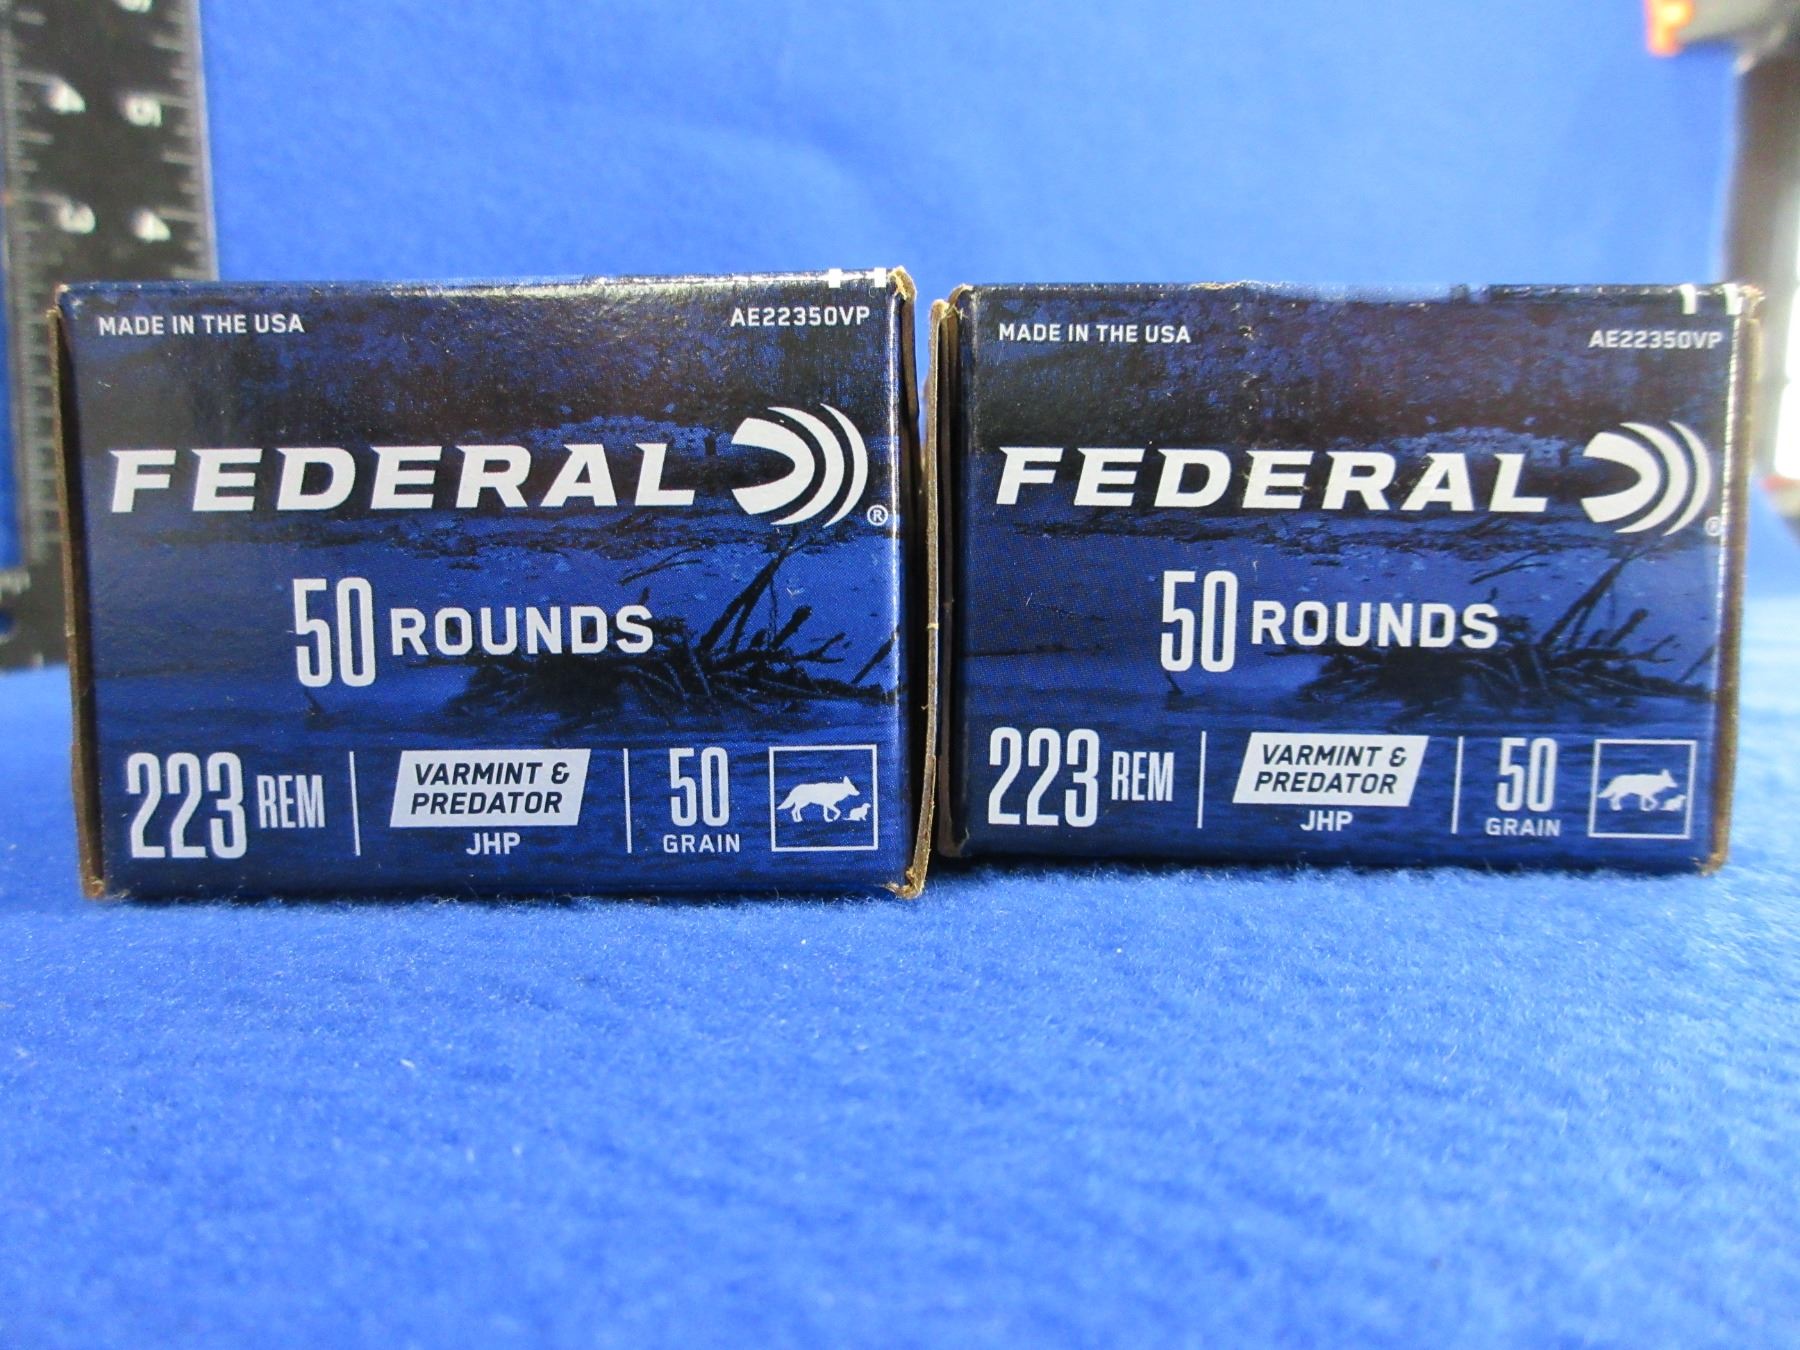 MADE IN THE USA
AE22350VP
FEDERAL®
50 ROUNDS
223 REM
VARMINT &
PREDATOR
JHP
50
GRAIN
MADE IN THE USA
AE22350VP
FEDERAL®
50 ROUNDS
223 REM
VARMINT &
PREDATOR
JHP
50
GRAIN